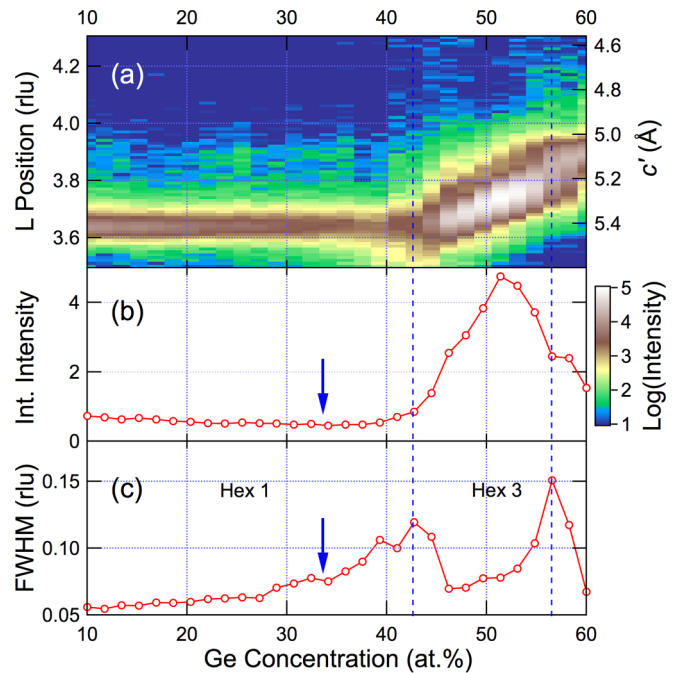 10 20 30 40 50 60
(a)
L Position (rlu)
4.2
4.0
3.8
3.6
4.6
4.8
5.0
5.2
5.4
c' (Å)
(b)
Int. Intensity
4
2
0
5
4
3
2
1
Log(Intensity)
(c)
Hex 1
Hex 3
FWHM (rlu)
0.15
0.10
0.05
10 20 30 40 50 60
Ge Concentration (at.%)